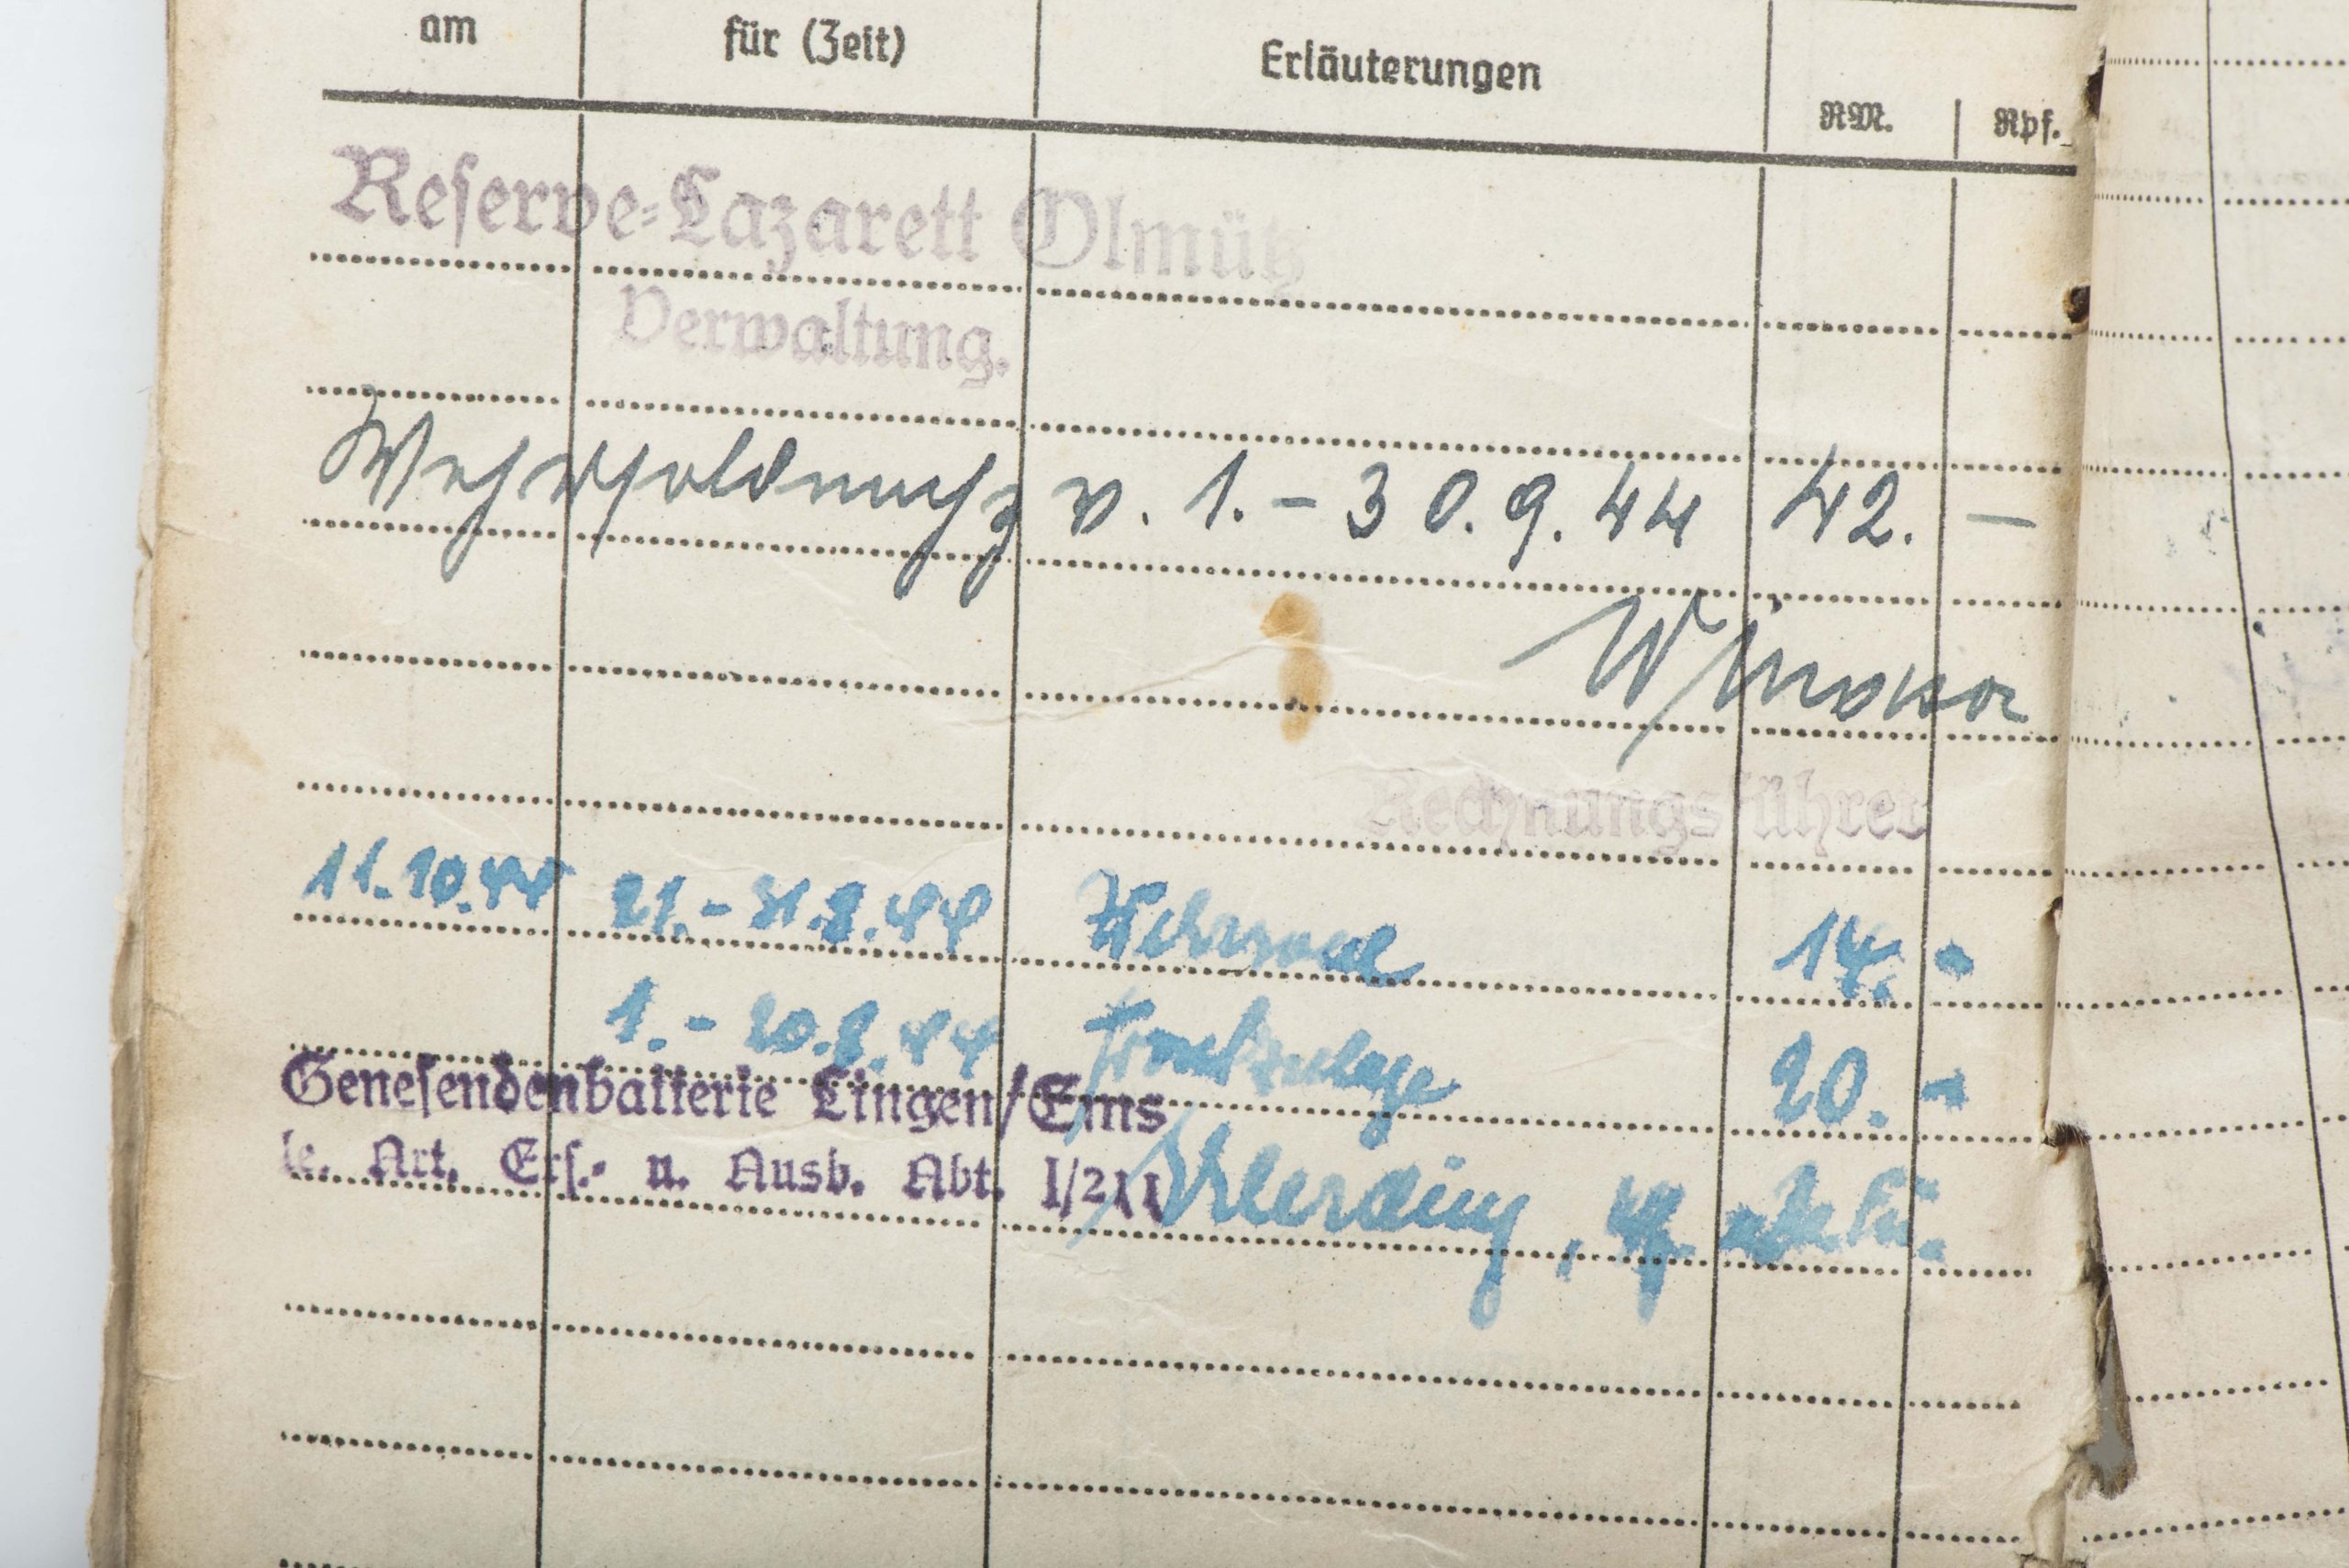 am für (Zeit) Erläuterungen RM. Rpf.
Reserve-Lazarett Olmütz
Verwaltung.
v. 1. - 30.9.44 42. -
Rechnungsführer
11.10.44 21. - 31.8.44 Wehrsold 14. -
1. - 20.8.44 Frontzulage 20. -
Genesendenbatterie Lingen/Ems
le. Art. Ers.- u. Ausb. Abt. I/211